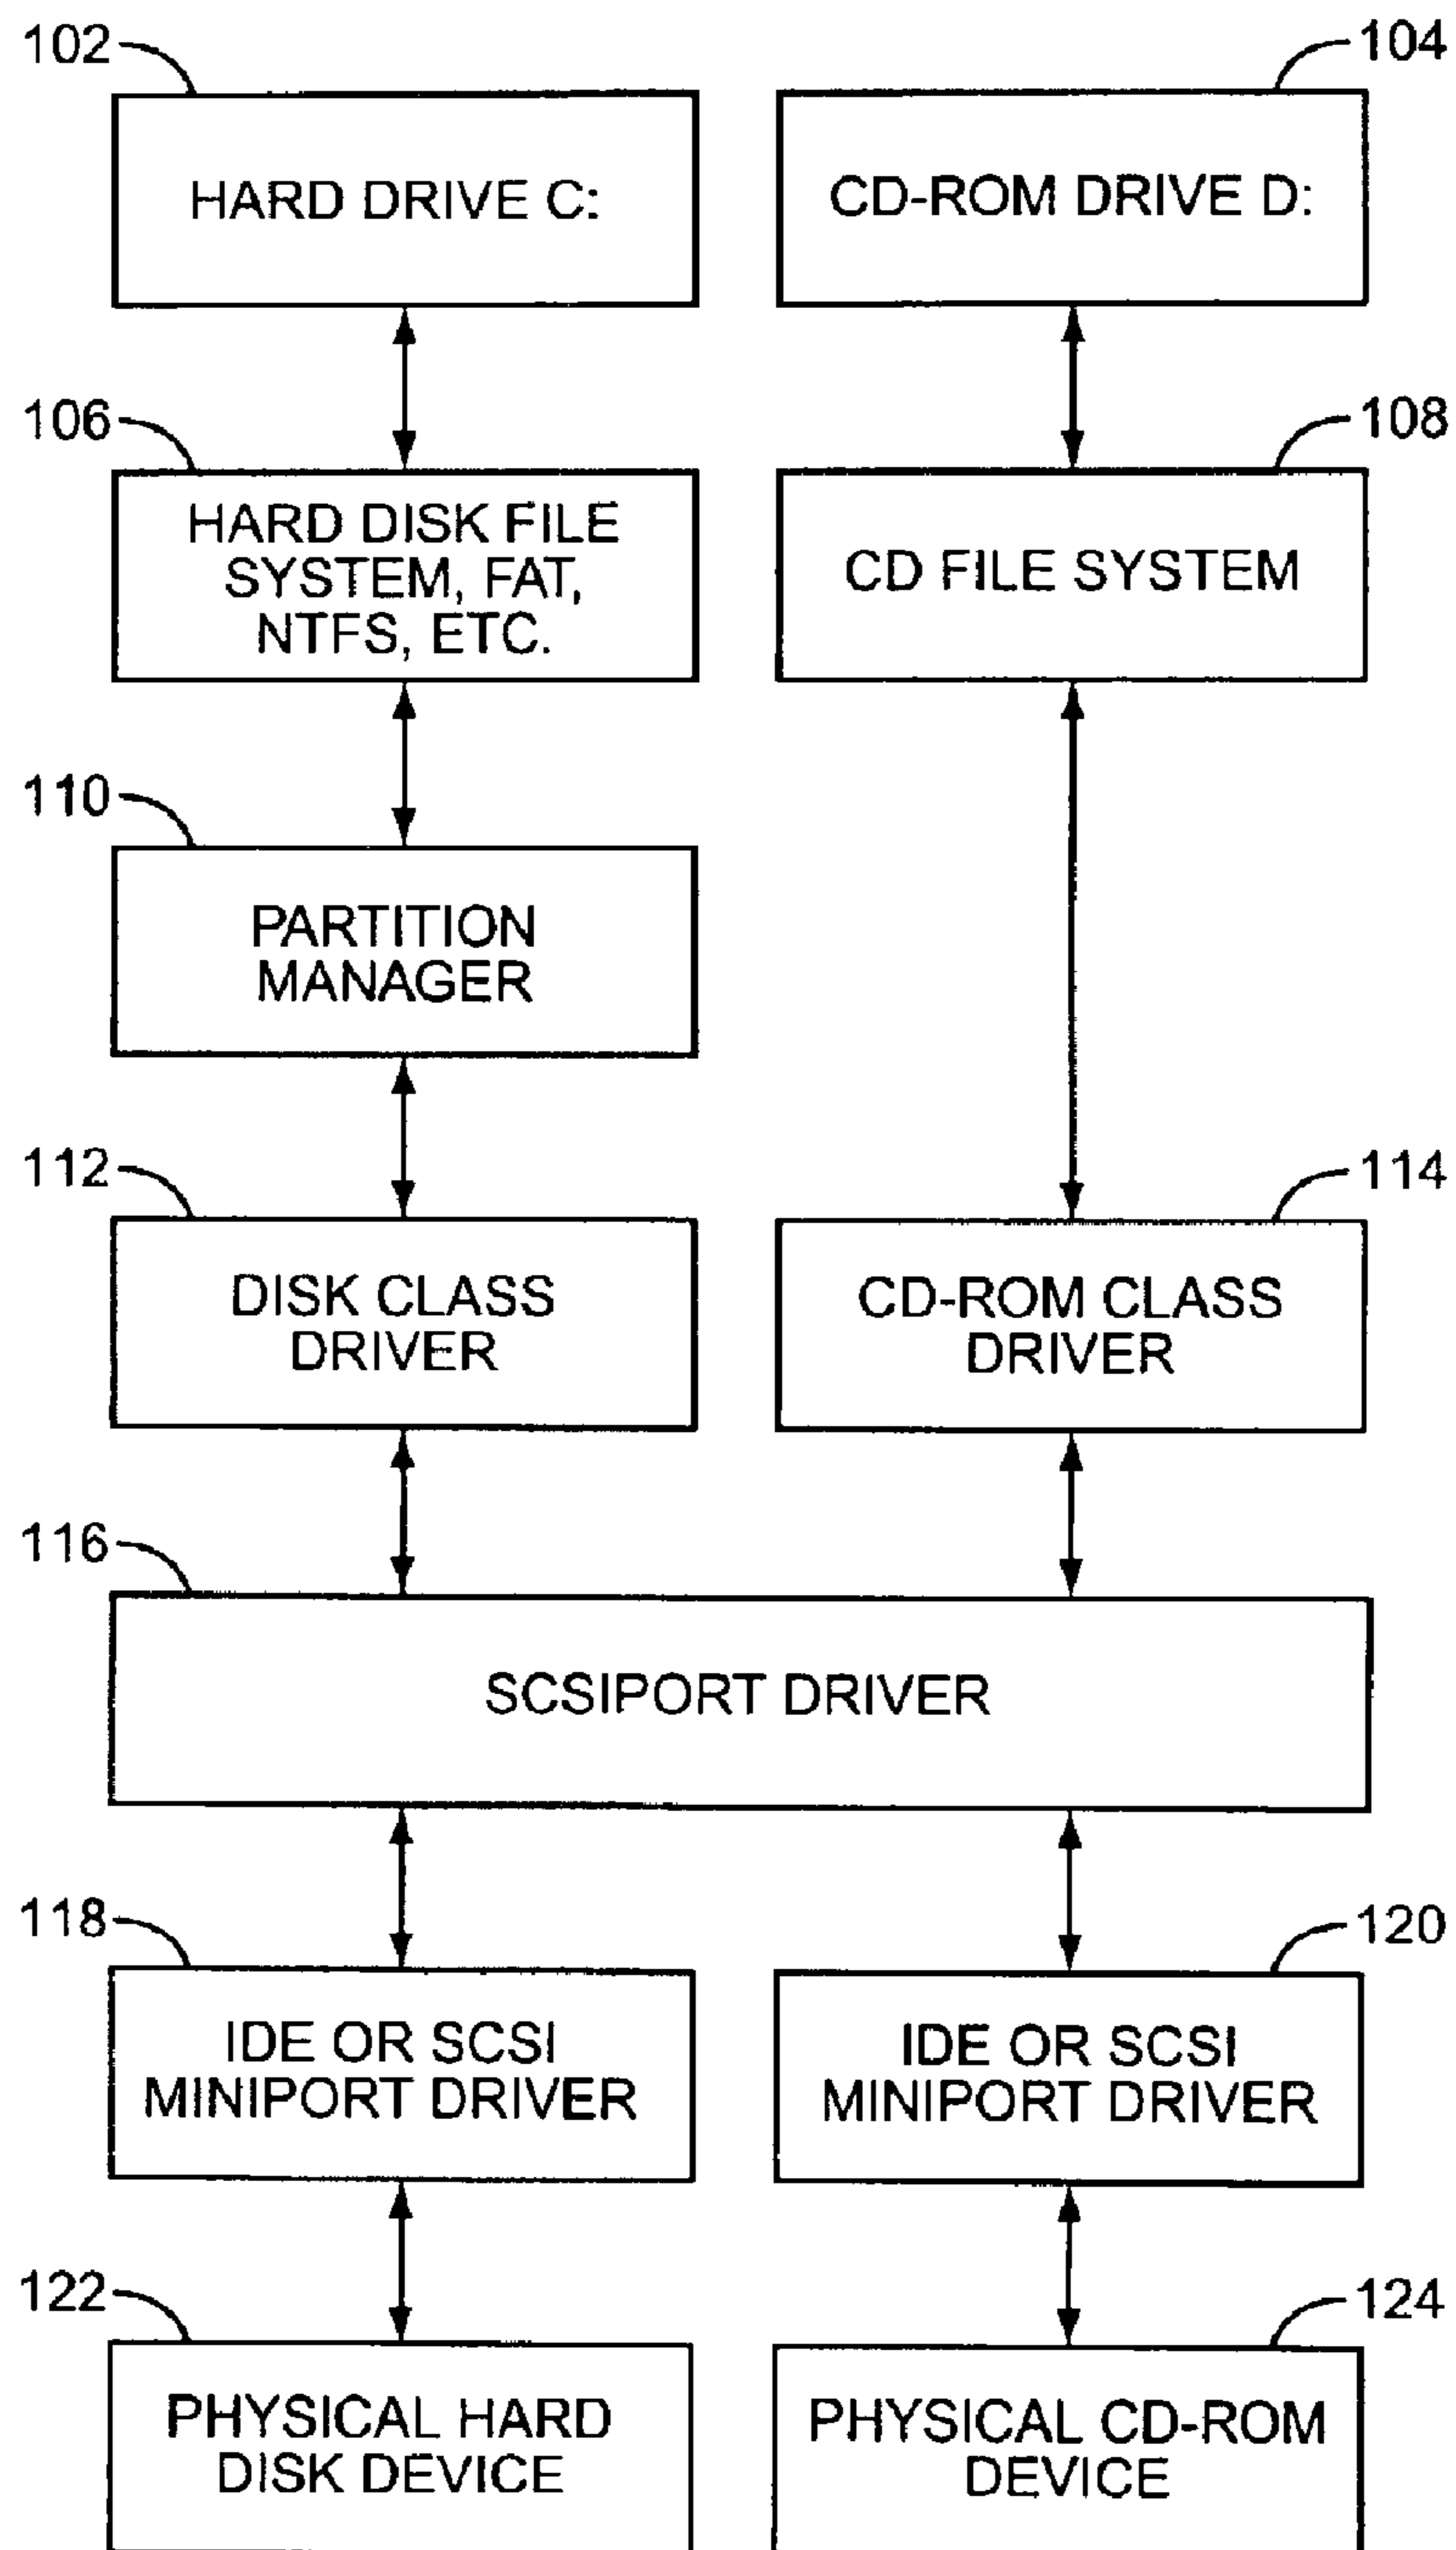 102
104
HARD DRIVE C:
CD-ROM DRIVE D:
106
108
HARD DISK FILE
SYSTEM, FAT,
NTFS, ETC.
CD FILE SYSTEM
110
PARTITION
MANAGER
112
114
DISK CLASS
DRIVER
CD-ROM CLASS
DRIVER
116
SCSIPORT DRIVER
118
120
IDE OR SCSI
MINIPORT DRIVER
IDE OR SCSI
MINIPORT DRIVER
122
124
PHYSICAL HARD
DISK DEVICE
PHYSICAL CD-ROM
DEVICE